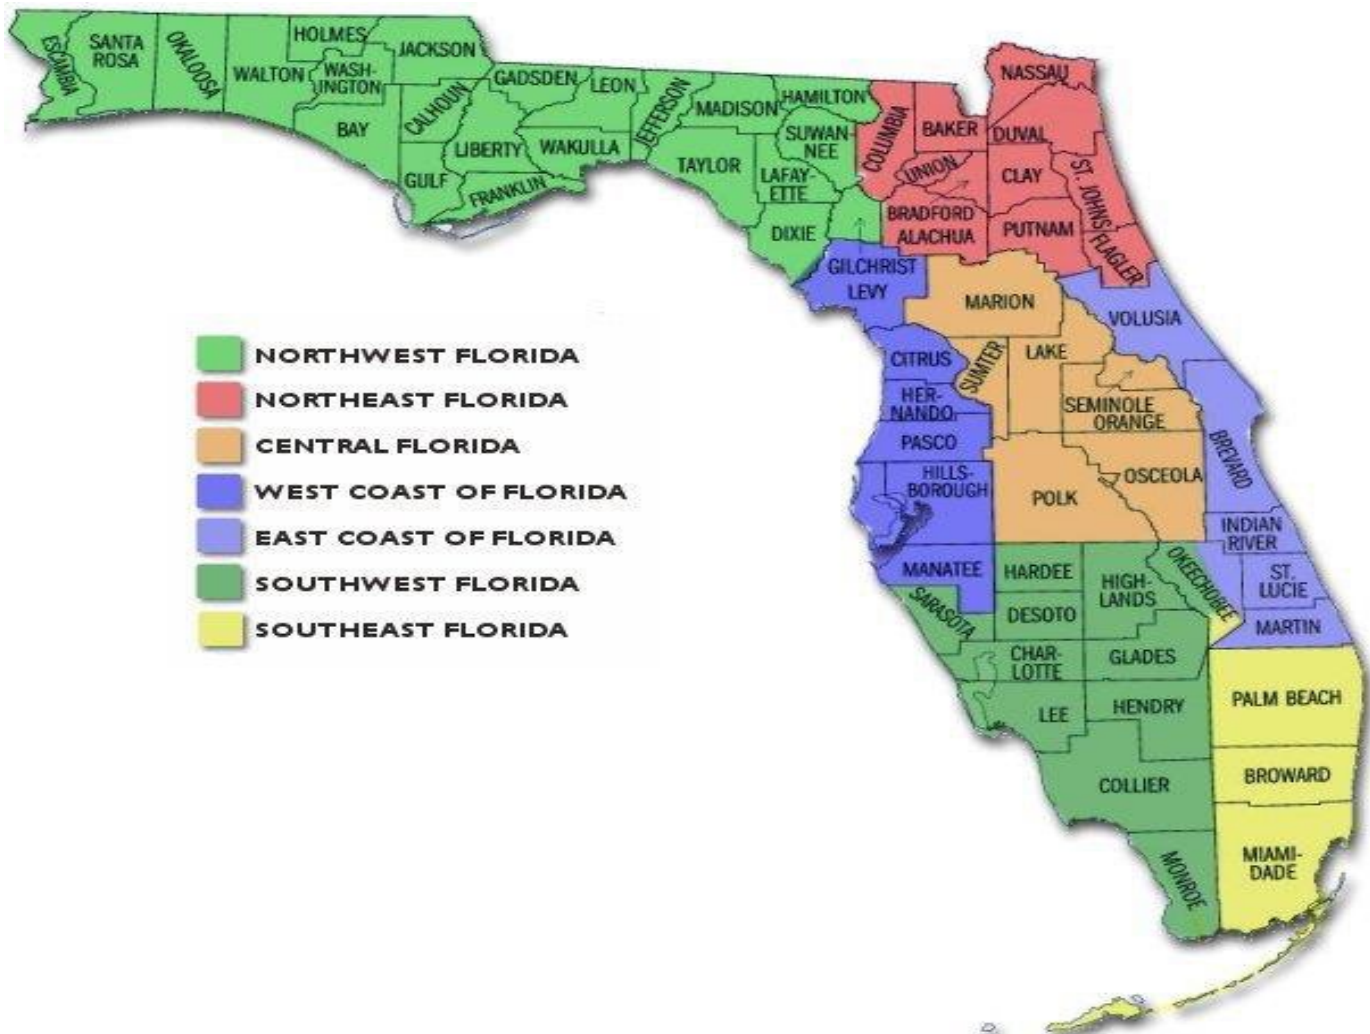 HOLMES
JACKSON
ESCAMBIA
SANTA
ROSA
OKALOOSA
WALTON
WASH-
INGTON
BAY
CALHOUN
GULF
GADSDEN
LIBERTY
FRANKLIN
LEON
WAKULLA
JEFFERSON
MADISON
TAYLOR
HAMILTON
SUWAN-
NEE
LAFAY-
ETTE
DIXIE
NASSAU
COLUMBIA
BAKER
DUVAL
UNION
CLAY
ST. JOHNS
BRADFORD
ALACHUA
PUTNAM
FLAGLER
GILCHRIST
LEVY
MARION
VOLUSIA
CITRUS
SUMTER
LAKE
HER-
NANDO
SEMINOLE
ORANGE
PASCO
BREVARD
HILLS-
BOROUGH
POLK
OSCEOLA
INDIAN
RIVER
MANATEE
HARDEE
HIGH-
LANDS
OKEECHOBEE
ST.
LUCIE
SARASOTA
DESOTO
MARTIN
CHAR-
LOTTE
GLADES
LEE
HENDRY
PALM BEACH
COLLIER
BROWARD
MONROE
MIAMI-
DADE
NORTHWEST FLORIDA
NORTHEAST FLORIDA
CENTRAL FLORIDA
WEST COAST OF FLORIDA
EAST COAST OF FLORIDA
SOUTHWEST FLORIDA
SOUTHEAST FLORIDA